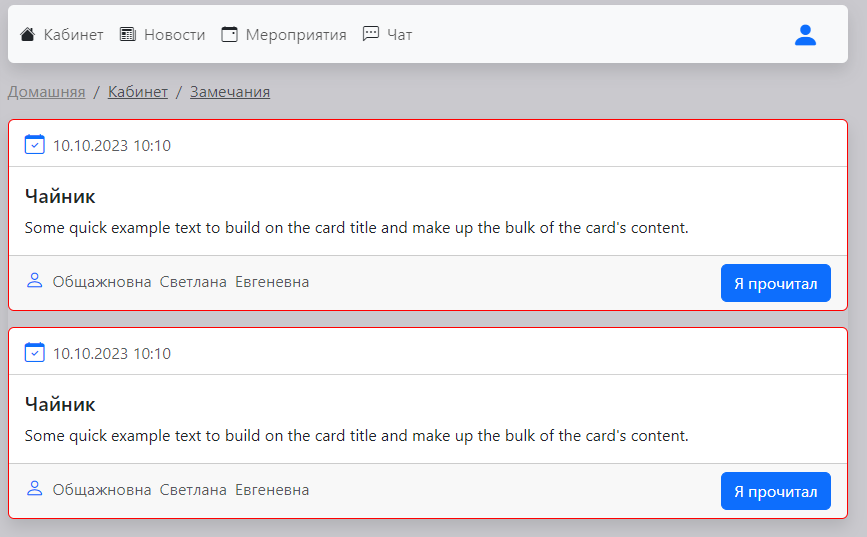 Кабинет Новости Мероприятия Чат
Домашняя / Кабинет / Замечания
10.10.2023 10:10
Чайник
Some quick example text to build on the card title and make up the bulk of the card's content.
Общажновна Светлана Евгеневна
Я прочитал
10.10.2023 10:10
Чайник
Some quick example text to build on the card title and make up the bulk of the card's content.
Общажновна Светлана Евгеневна
Я прочитал